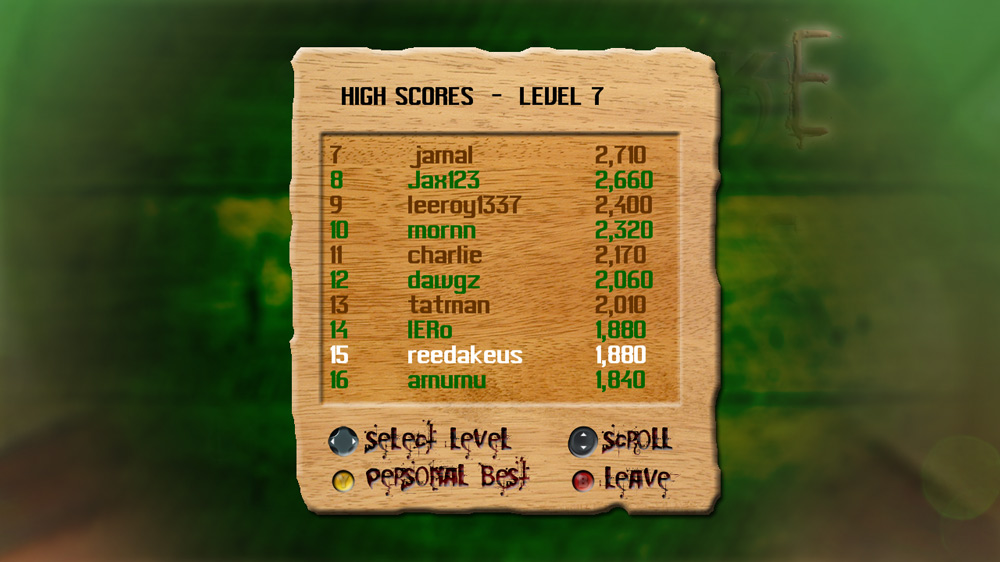 E
HIGH SCORES - LEVEL 7
7 jamal 2,710
8 Jax123 2,660
9 leeroy1337 2,400
10 mornn 2,320
11 charlie 2,170
12 dawgz 2,060
13 tatman 2,010
14 lERo 1,880
15 reedakeus 1,880
16 amumu 1,840
SELECT LEVEL SCROLL
Y PERSONAL BEST B LEAVE